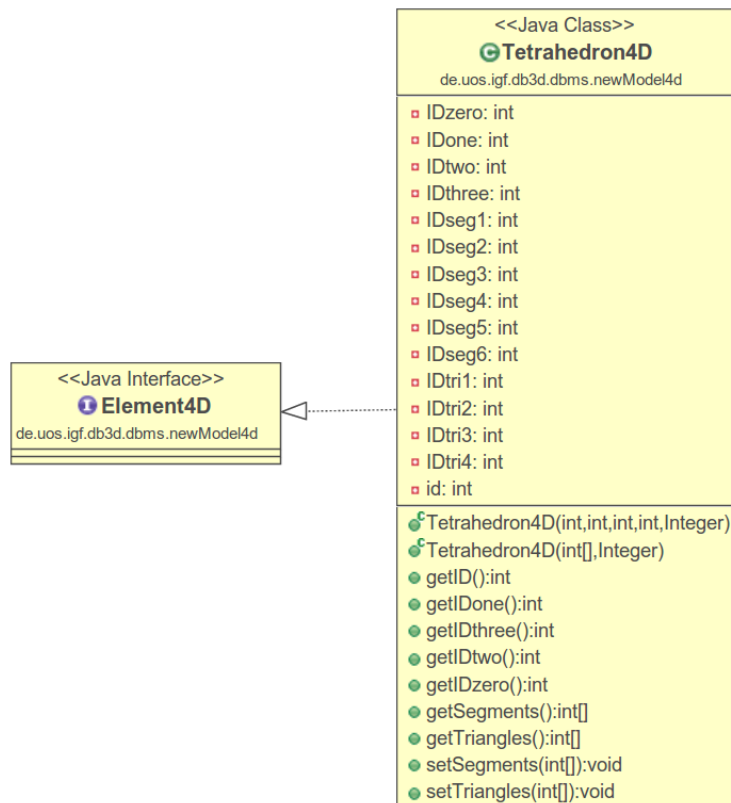 <<Java Class>>
Tetrahedron4D
de.uos.igf.db3d.dbms.newModel4d
IDzero: int
IDone: int
IDtwo: int
IDthree: int
IDseg1: int
IDseg2: int
IDseg3: int
IDseg4: int
IDseg5: int
IDseg6: int
IDtri1: int
IDtri2: int
IDtri3: int
IDtri4: int
id: int
Tetrahedron4D(int,int,int,int,Integer)
Tetrahedron4D(int[],Integer)
getID():int
getIDone():int
getIDthree():int
getIDtwo():int
getIDzero():int
getSegments():int[]
getTriangles():int[]
setSegments(int[]):void
setTriangles(int[]):void
<<Java Interface>>
Element4D
de.uos.igf.db3d.dbms.newModel4d